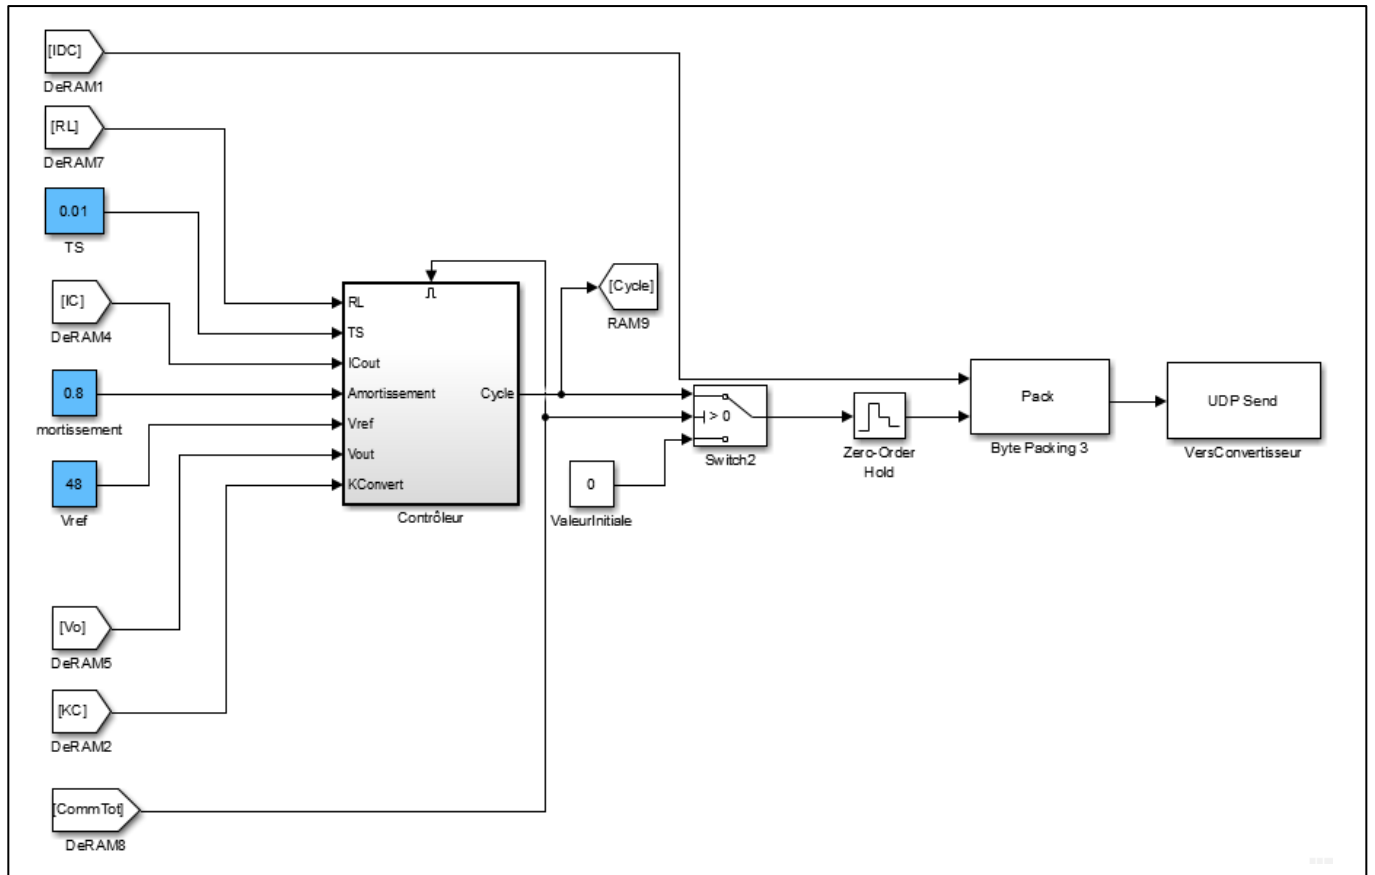 [IDC]
DeRAM1
[RL]
DeRAM7
0.01
TS
[IC]
DeRAM4
0.8
mortissement
48
Vref
[Vo]
DeRAM5
[KC]
DeRAM2
[CommTot]
DeRAM8
RL
TS
ICout
Amortissement
Vref
Vout
KConvert
Cycle
Contrôleur
[Cycle]
RAM9
> 0
Switch2
0
ValeurInitiale
Zero-Order
Hold
Pack
Byte Packing 3
UDP Send
VersConvertisseur